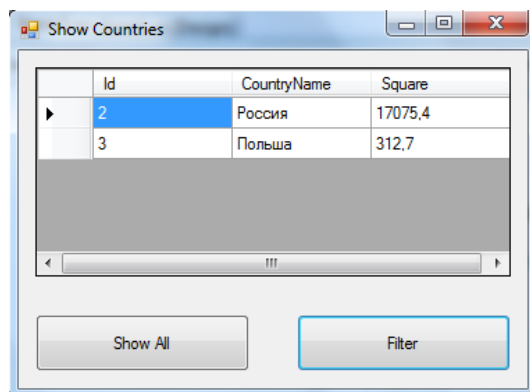 Show Countries
Id CountryName Square
2 Россия 17075,4
3 Польша 312,7
Show All Filter